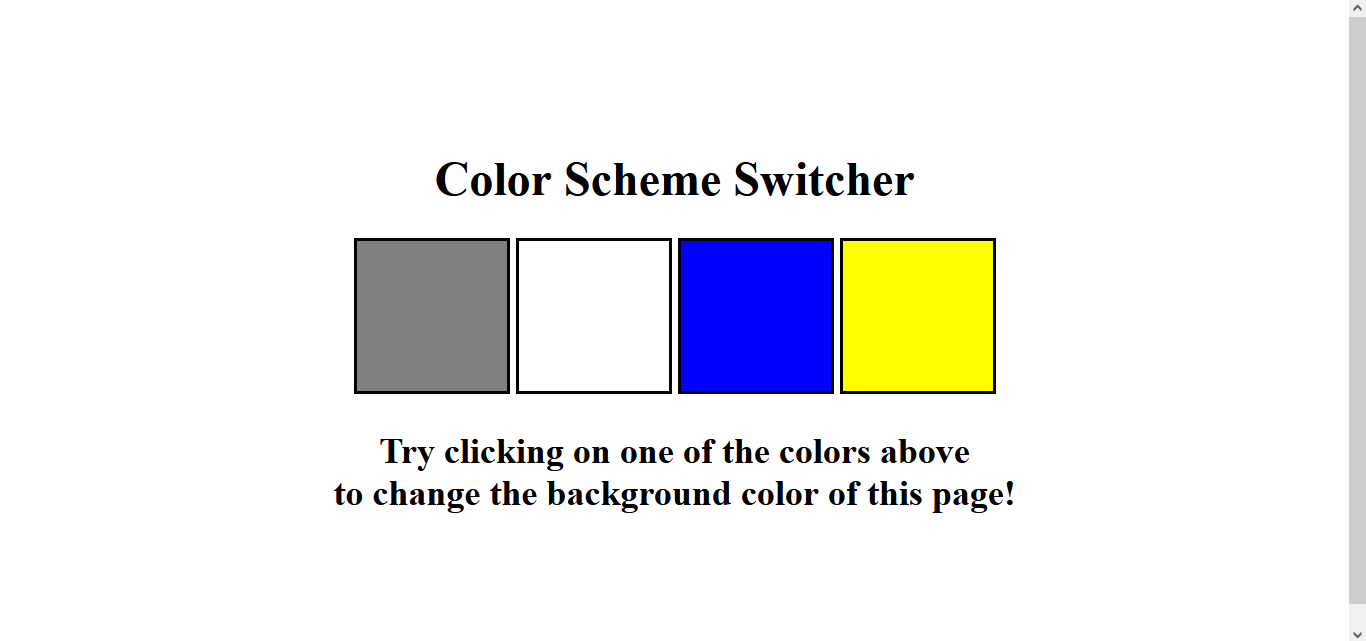 Color Scheme Switcher
Try clicking on one of the colors above
to change the background color of this page!